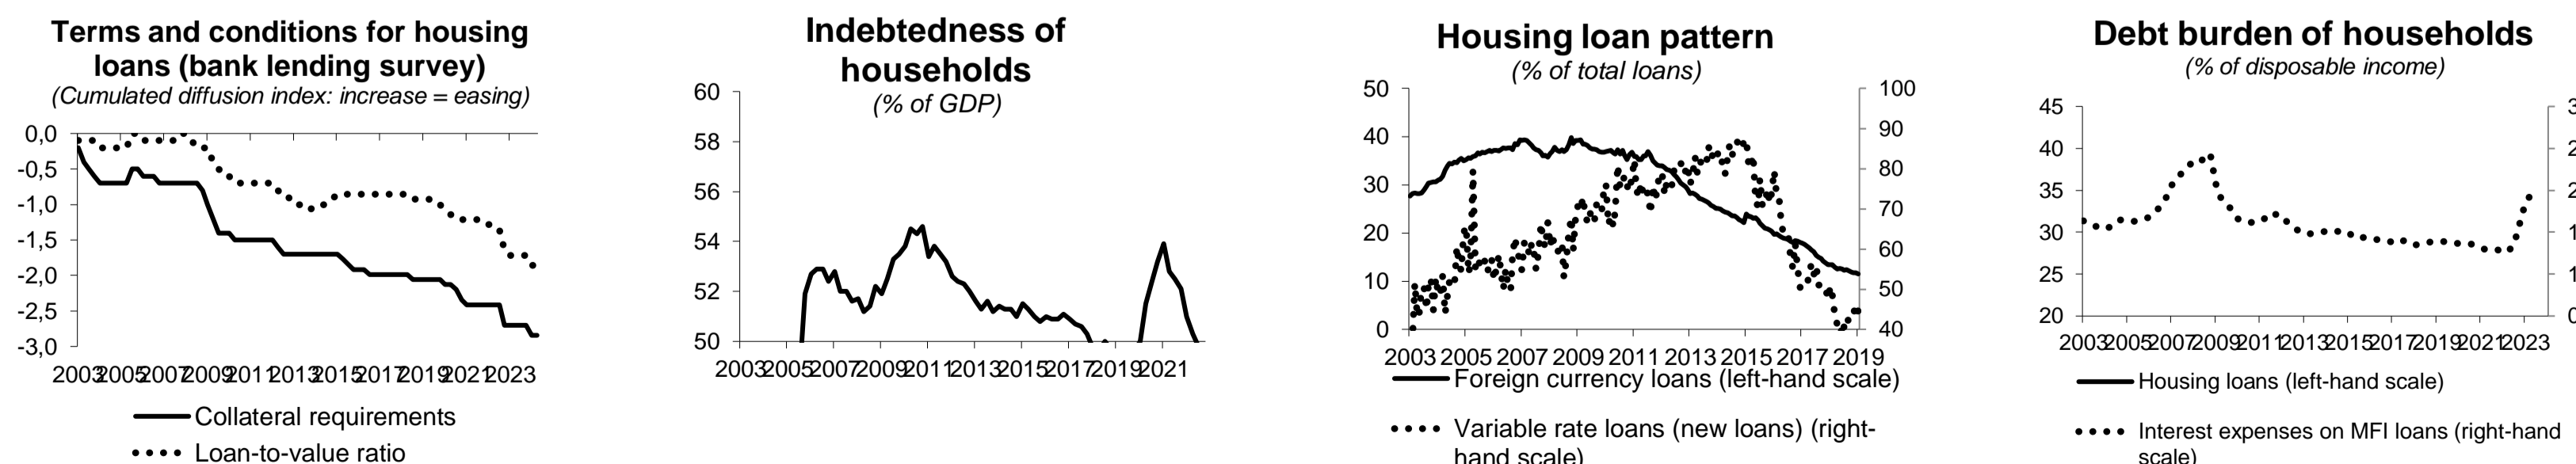 Terms and conditions for housing
loans (bank lending survey)
(Cumulated diffusion index: increase = easing)
0,0
-0,5
-1,0
-1,5
-2,0
-2,5
-3,0
2003 2005 2007 2009 2011 2013 2015 2017 2019 2021 2023
Collateral requirements
Loan-to-value ratio
Indebtedness of
households
(% of GDP)
60
58
56
54
52
50
2003 2005 2007 2009 2011 2013 2015 2017 2019 2021
Housing loan pattern
(% of total loans)
50
40
30
20
10
0
100
90
80
70
60
50
40
2003 2005 2007 2009 2011 2013 2015 2017 2019
Foreign currency loans (left-hand scale)
Variable rate loans (new loans) (right-
hand scale)
Debt burden of households
(% of disposable income)
45
40
35
30
25
20
2003 2005 2007 2009 2011 2013 2015 2017 2019 2021 2023
Housing loans (left-hand scale)
Interest expenses on MFI loans (right-hand
scale)